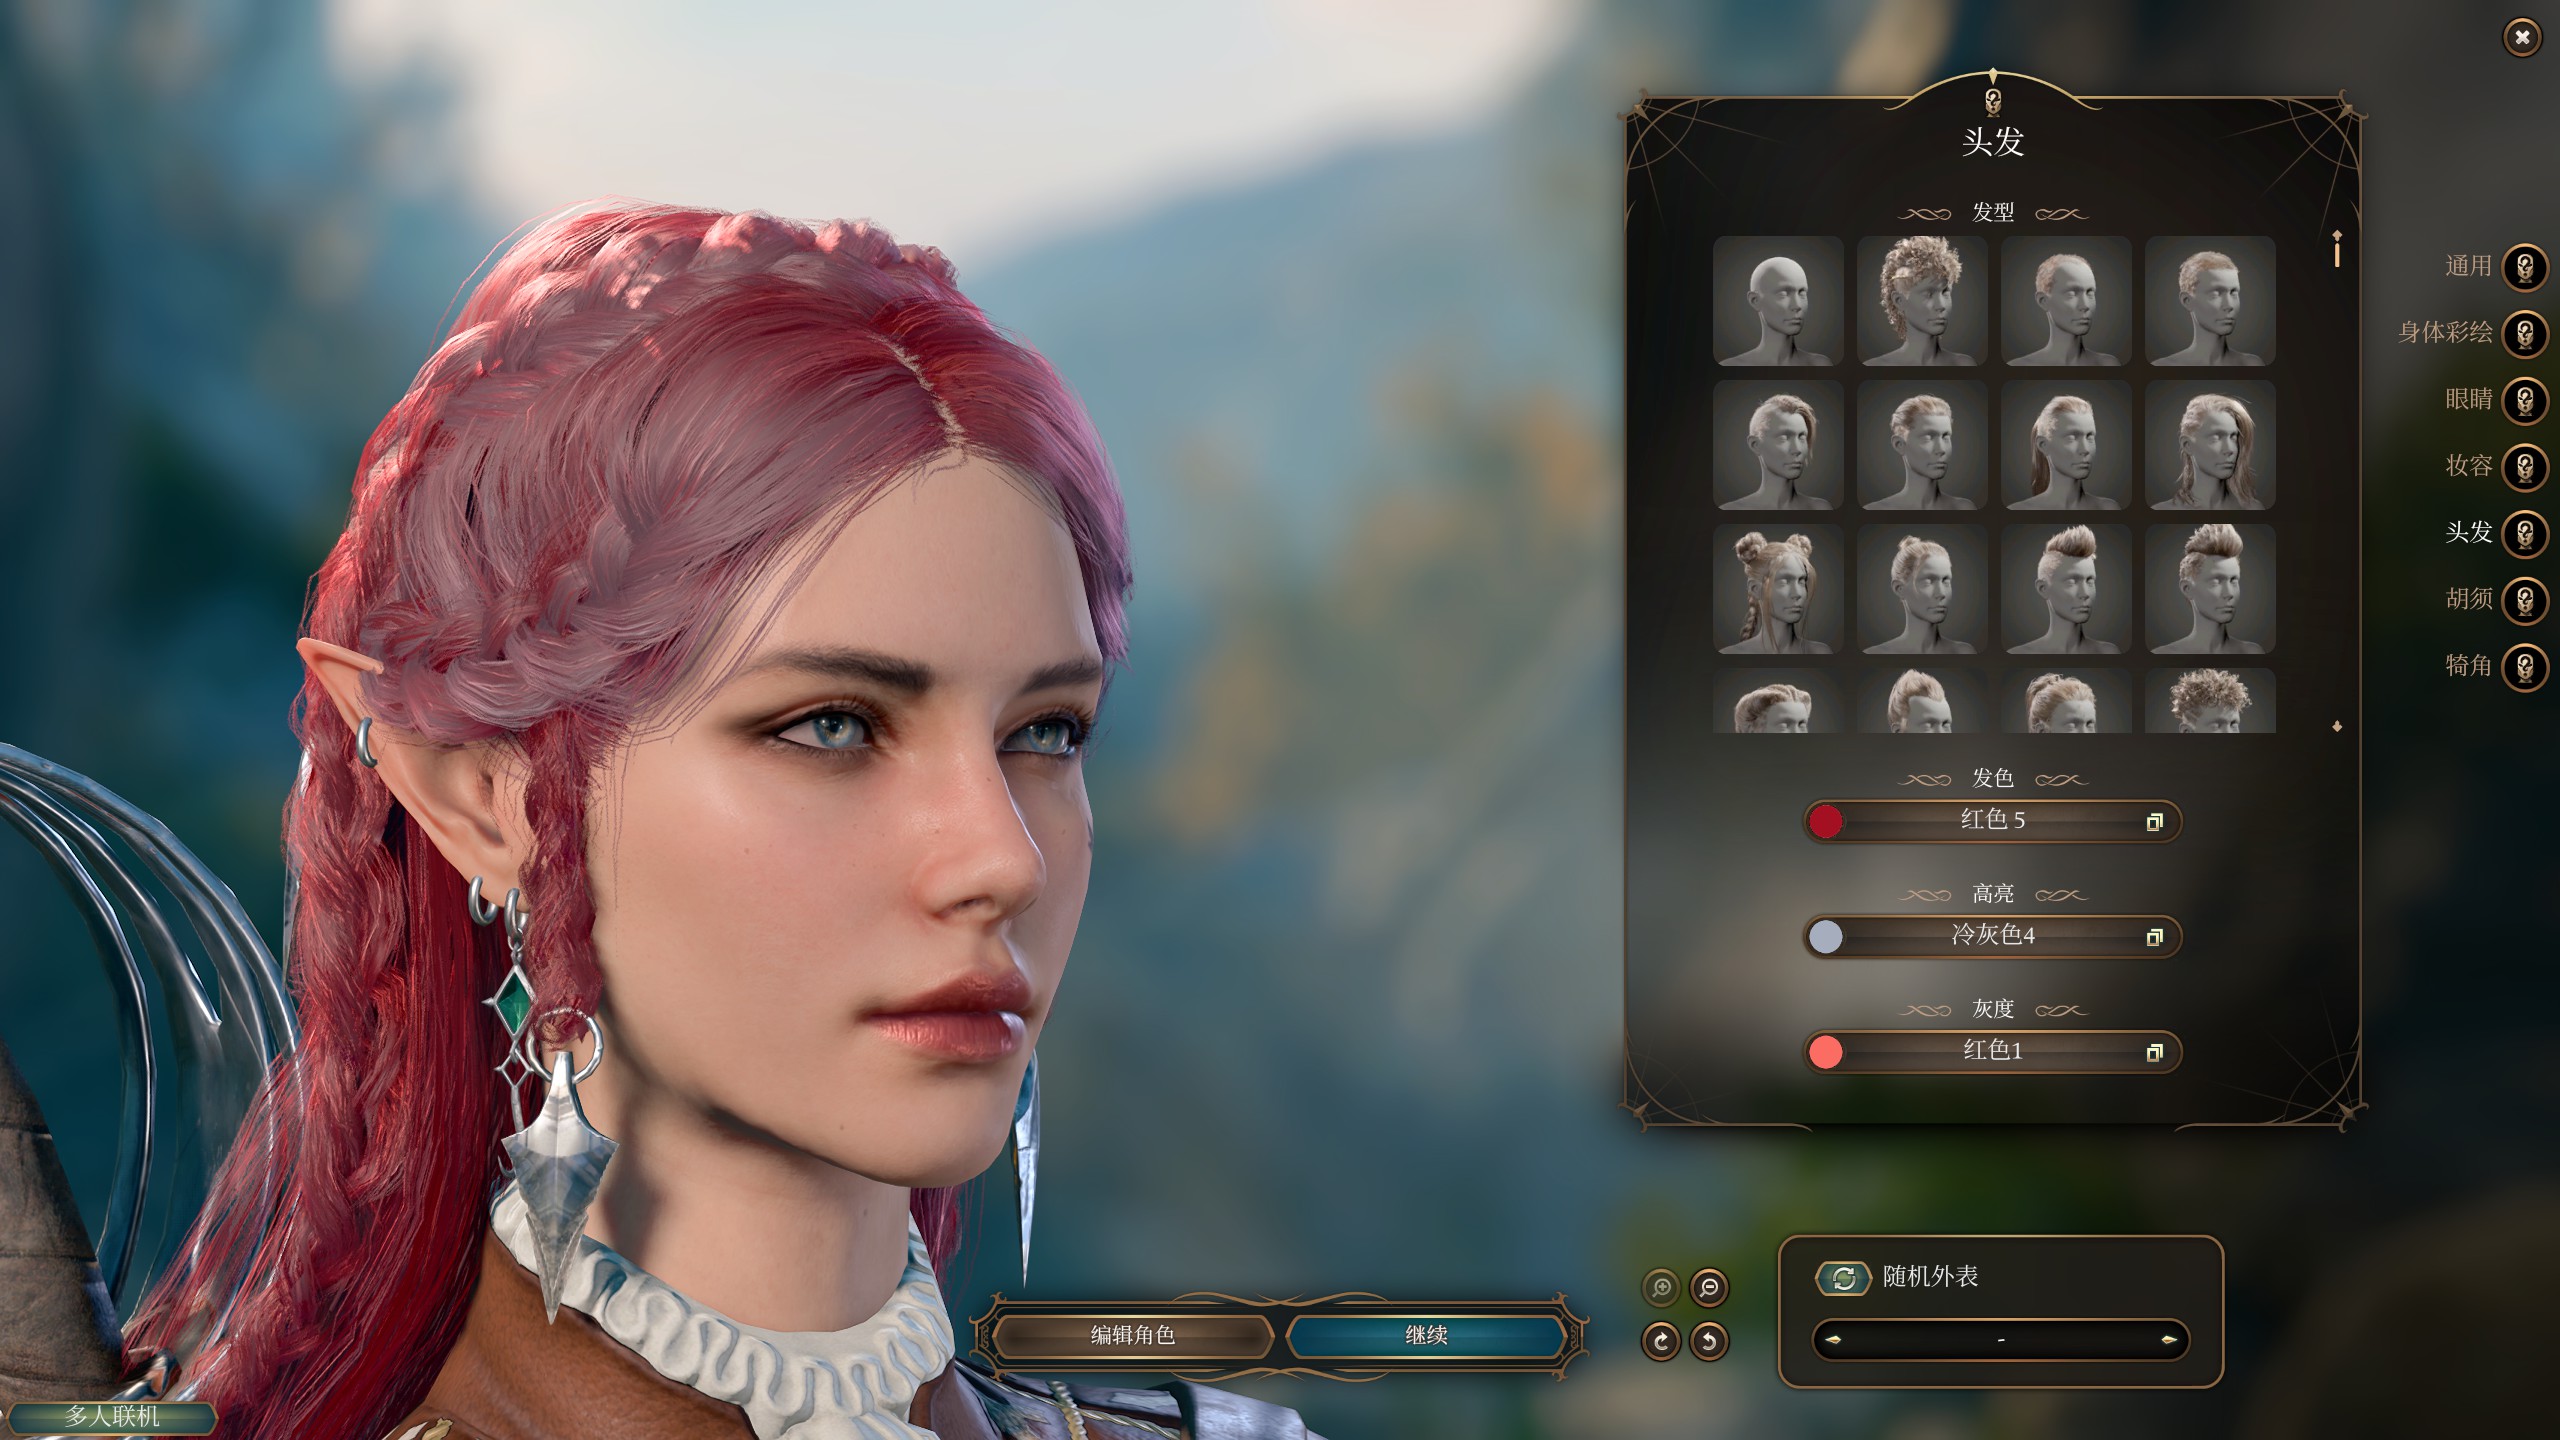 头发
发型
通用
身体彩绘
眼睛
妆容
头发
胡须
犄角
发色
红色 5
高亮
冷灰色4
灰度
红色1
随机外表
-
编辑角色
继续
多人联机